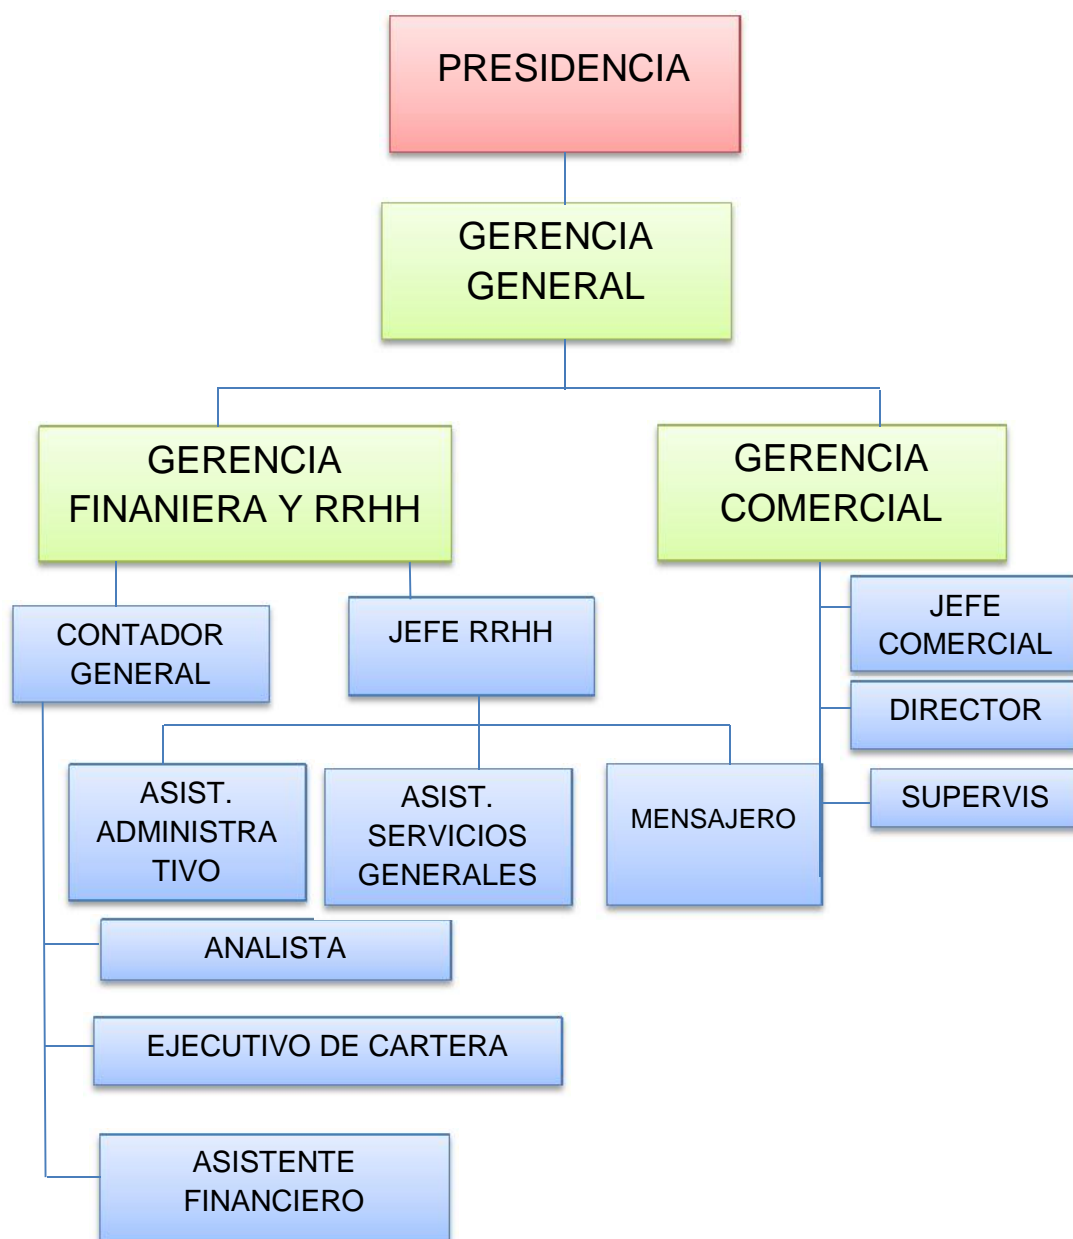 PRESIDENCIA
GERENCIA
GENERAL
GERENCIA
FINANIERA Y RRHH
GERENCIA
COMERCIAL
CONTADOR
GENERAL
JEFE RRHH
JEFE
COMERCIAL
DIRECTOR
SUPERVIS
ASIST.
ADMINISTRA
TIVO
ASIST.
SERVICIOS
GENERALES
MENSAJERO
ANALISTA
EJECUTIVO DE CARTERA
ASISTENTE
FINANCIERO